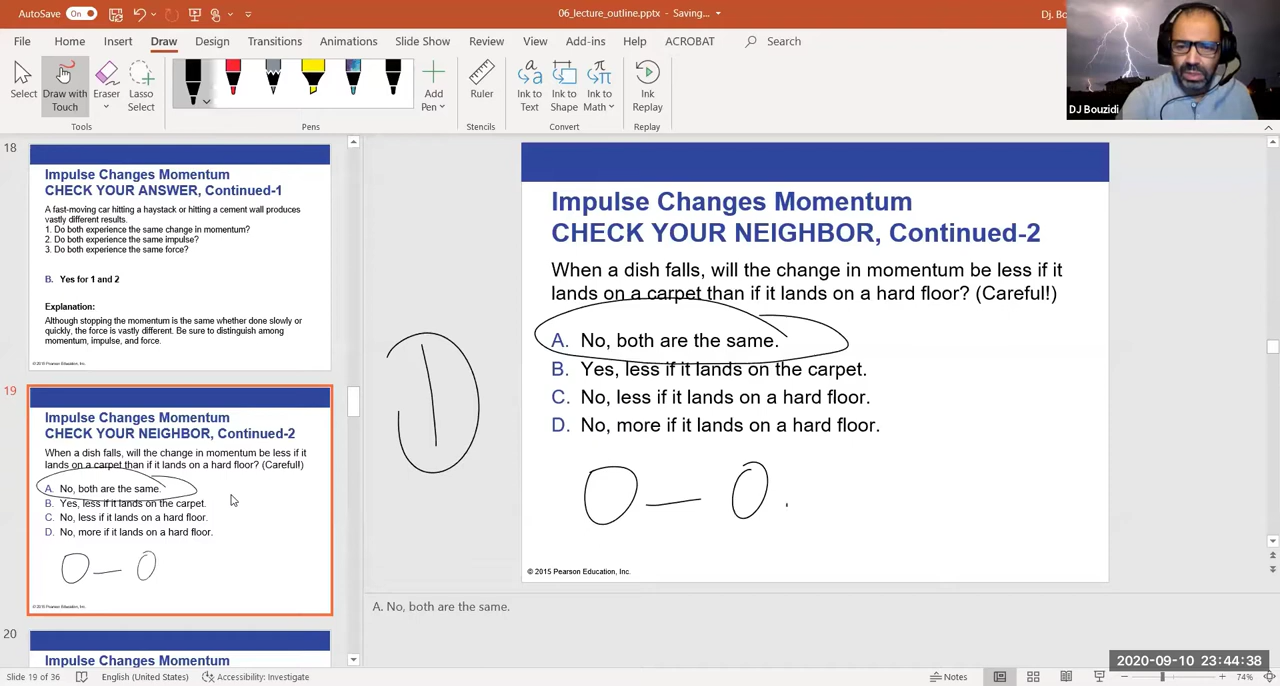 AutoSave On
06_lecture_outline.pptx - Saving...
Dj. Bo
File Home Insert Draw Design Transitions Animations Slide Show Review View Add-ins Help ACROBAT Search
Select
Draw with Touch
Eraser
Lasso Select
Add Pen
Ruler
Ink to Text
Ink to Shape
Ink to Math
Ink Replay
Tools
Pens
Stencils
Convert
Replay
DJ Bouzidi
18
Impulse Changes Momentum
CHECK YOUR ANSWER, Continued-1
A fast-moving car hitting a haystack or hitting a cement wall produces
vastly different results.
1. Do both experience the same change in momentum?
2. Do both experience the same impulse?
3. Do both experience the same force?
B. Yes for 1 and 2
Explanation:
Although stopping the momentum is the same whether done slowly or
quickly, the force is vastly different. Be sure to distinguish among
momentum, impulse, and force.
© 2015 Pearson Education, Inc.
19
Impulse Changes Momentum
CHECK YOUR NEIGHBOR, Continued-2
When a dish falls, will the change in momentum be less if it
lands on a carpet than if it lands on a hard floor? (Careful!)
A. No, both are the same.
B. Yes, less if it lands on the carpet.
C. No, less if it lands on a hard floor.
D. No, more if it lands on a hard floor.
0 — 0
© 2015 Pearson Education, Inc.
20
Impulse Changes Momentum
Impulse Changes Momentum
CHECK YOUR NEIGHBOR, Continued-2
When a dish falls, will the change in momentum be less if it
lands on a carpet than if it lands on a hard floor? (Careful!)
A. No, both are the same.
B. Yes, less if it lands on the carpet.
C. No, less if it lands on a hard floor.
D. No, more if it lands on a hard floor.
0 — 0 .
© 2015 Pearson Education, Inc.
A. No, both are the same.
2020-09-10 23:44:38
Slide 19 of 36
English (United States)
Accessibility: Investigate
Notes
74%